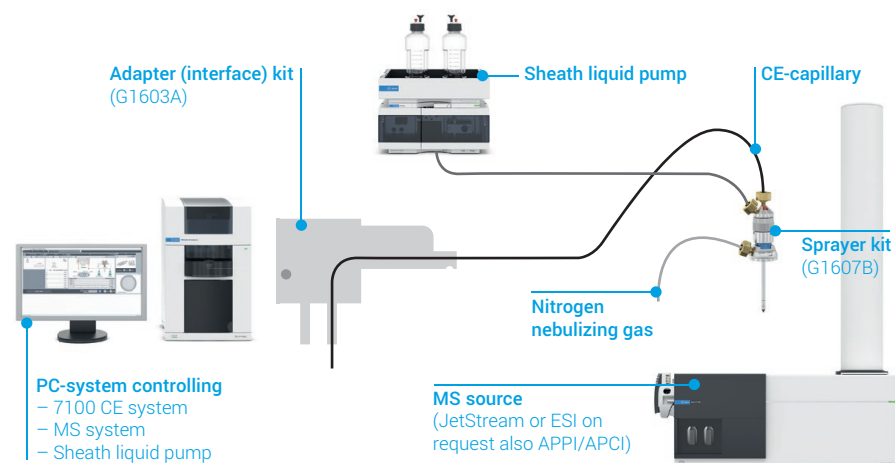 Adapter (interface) kit
(G1603A)
Sheath liquid pump
CE-capillary
Sprayer kit
(G1607B)
Nitrogen
nebulizing gas
PC-system controlling
– 7100 CE system
– MS system
– Sheath liquid pump
MS source
(JetStream or ESI on
request also APPI/APCI)